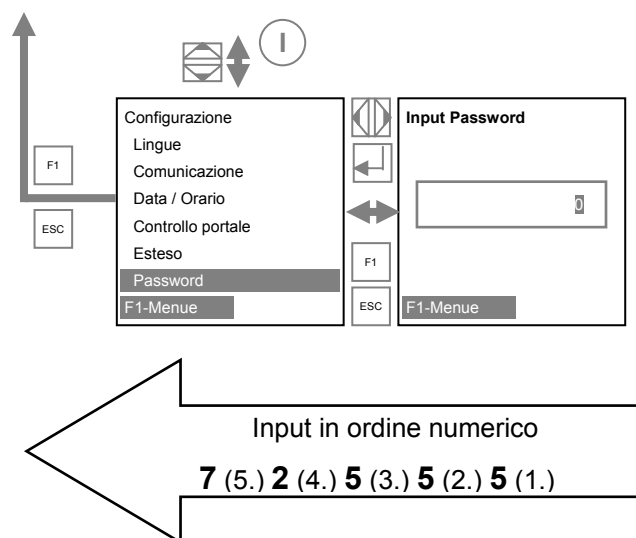 I
Configurazione
Lingue
Comunicazione
Data / Orario
Controllo portale
Esteso
Password
F1-Menue
F1
ESC
F1
ESC
Input Password
0
F1-Menue
Input in ordine numerico
7 (5.) 2 (4.) 5 (3.) 5 (2.) 5 (1.)